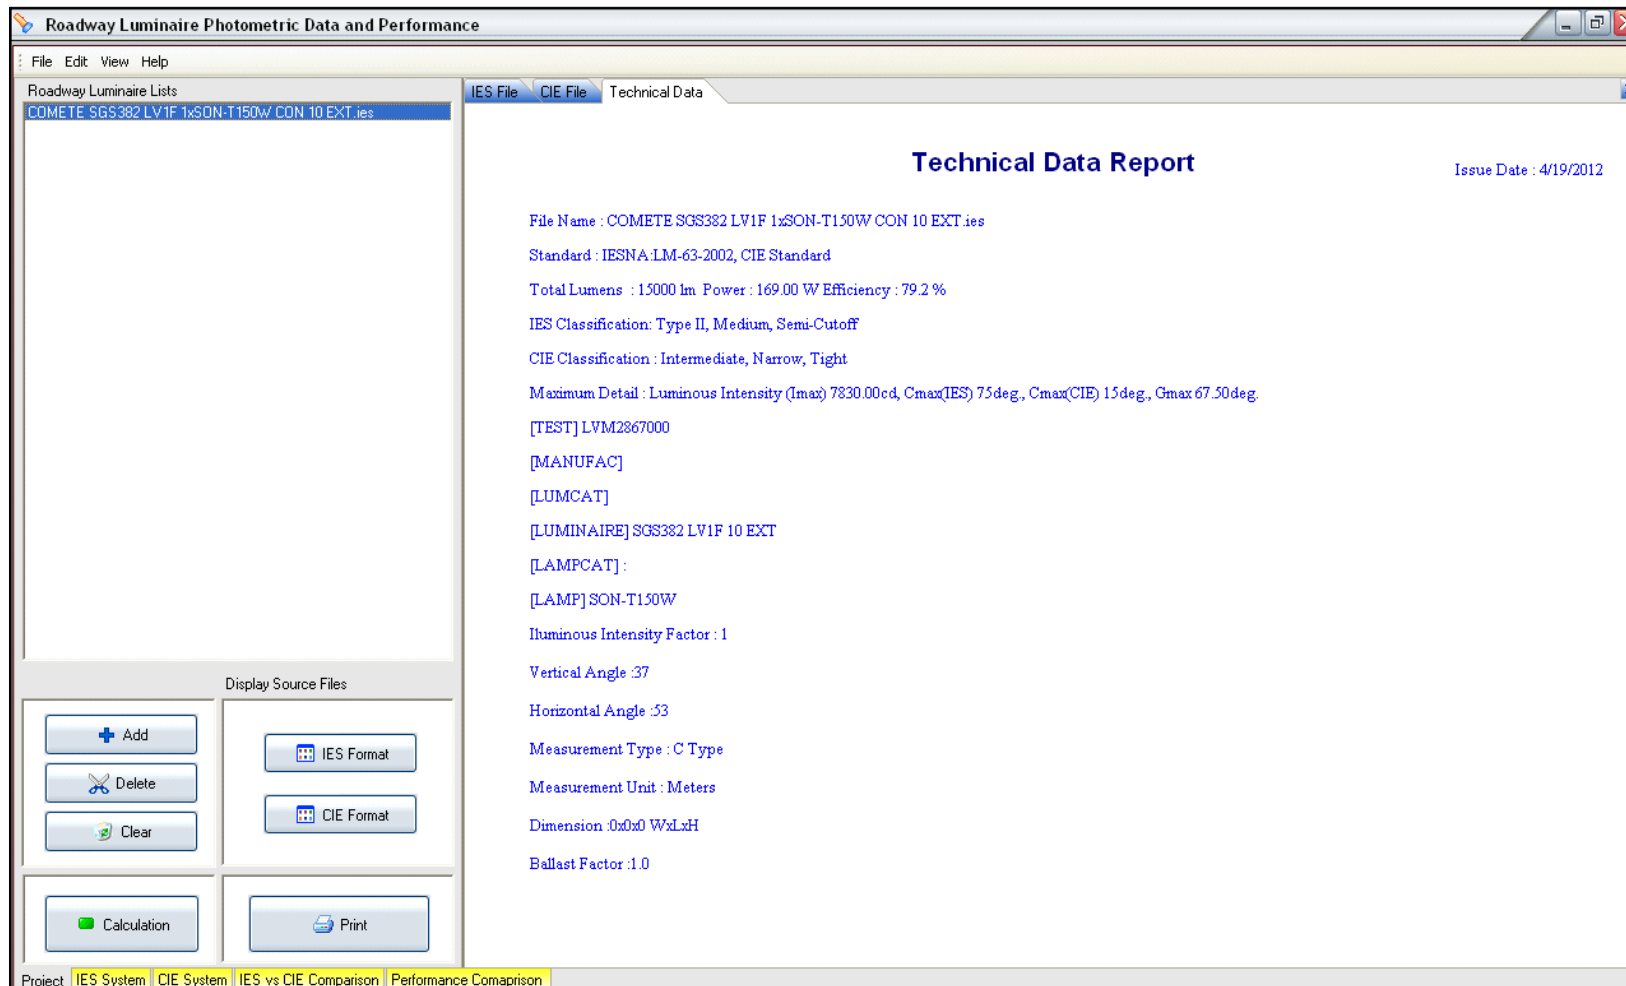 Roadway Luminaire Photometric Data and Performance
File Edit View Help
Roadway Luminaire Lists
COMETE SGS382 LV1F 1xSON-T150W CON 10 EXT.ies
IES File CIE File Technical Data
Technical Data Report
Issue Date : 4/19/2012
File Name : COMETE SGS382 LV1F 1xSON-T150W CON 10 EXT.ies
Standard : IESNA:LM-63-2002, CIE Standard
Total Lumens : 15000 lm Power : 169.00 W Efficiency : 79.2 %
IES Classification: Type II, Medium, Semi-Cutoff
CIE Classification : Intermediate, Narrow, Tight
Maximum Detail : Luminous Intensity (Imax) 7830.00cd, Cmax(IES) 75deg., Cmax(CIE) 15deg., Gmax 67.50deg.
[TEST] LVM2867000
[MANUFAC]
[LUMCAT]
[LUMINAIRE] SGS382 LV1F 10 EXT
[LAMPCAT] :
[LAMP] SON-T150W
Iluminous Intensity Factor : 1
Vertical Angle :37
Horizontal Angle :53
Measurement Type : C Type
Measurement Unit : Meters
Dimension :0x0x0 WxLxH
Ballast Factor :1.0
Display Source Files
Add
Delete
Clear
IES Format
CIE Format
Calculation
Print
Project IES System CIE System IES vs CIE Comparison Performance Comaprison